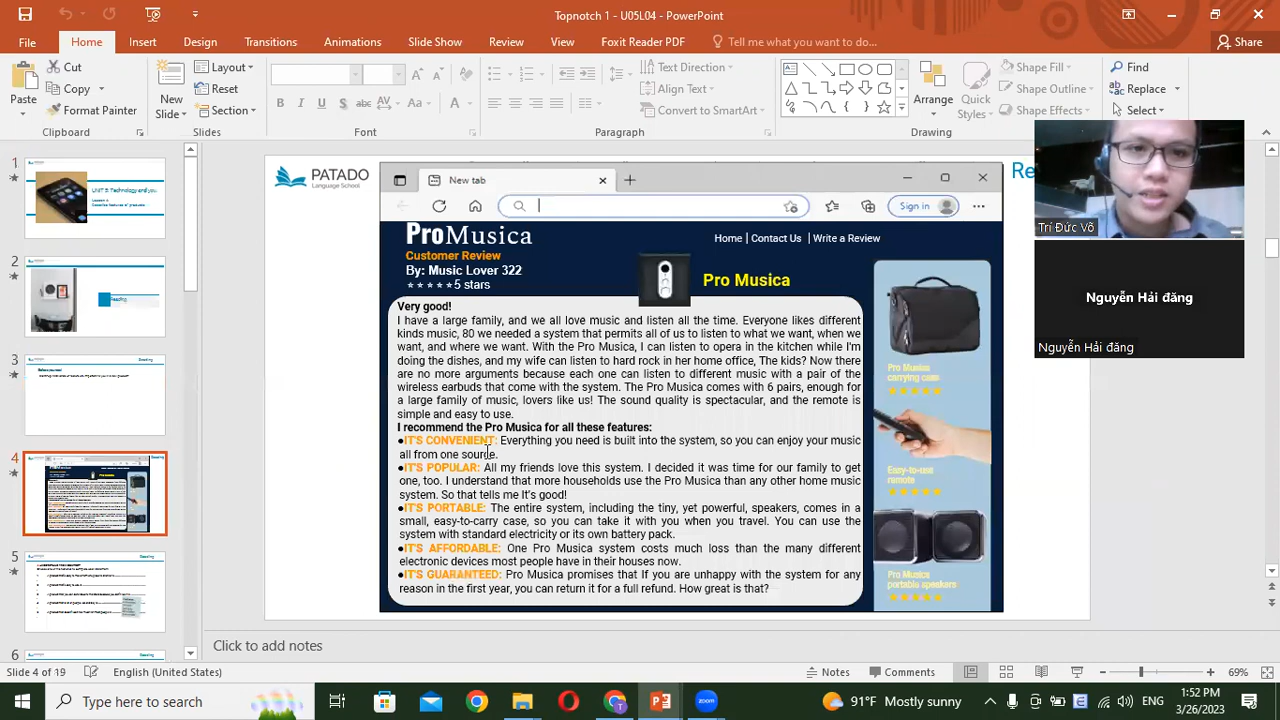 Topnotch 1 - U05L04 - PowerPoint
File Home Insert Design Transitions Animations Slide Show Review View Foxit Reader PDF Tell me what you want to do... Share
Paste
Cut
Copy
Format Painter
Clipboard
New Slide
Layout
Reset
Section
Slides
B I U S abc AV Aa A
Font
Text Direction
Align Text
Convert to SmartArt
Paragraph
Arrange
Quick Styles
Shape Fill
Shape Outline
Shape Effects
Drawing
Find
Replace
Select
1
UNIT 5: Technology and you
2
Reading
3
4
5
6
PATADO
Language School
Re
New tab
Sign in
ProMusica
Home | Contact Us | Write a Review
Customer Review
By: Music Lover 322
5 stars
Pro Musica
Very good!
I have a large family, and we all love music and listen all the time. Everyone likes different
kinds music, 80 we needed a system that permits all of us to listen to what we want, when we
want, and where we want. With the Pro Musica, I can listen to opera in the kitchen while I'm
doing the dishes, and my wife can listen to hard rock in her home orice. The kids? Now there
are no more arguments because each one can listen to different music with a pair of the
wireless earbuds that come with the system. The Pro Musica comes with 6 pairs, enough for
a large family of music, lovers like us! The sound quality is spectacular, and the remote is
simple and easy to use.
I recommend the Pro Musica for all these features:
●IT'S CONVENIENT: Everything you need is built into the system, so you can enjoy your music
all from one source.
●IT'S POPULAR: All my friends love this system. I decided it was time for our family to get
one, too. I understand that more households use the Pro Musica than any other home music
system. So that tells me It's good!
●IT'S PORTABLE: The entire system, including the tiny, yet powerful, speakers, comes in a
small, easy-to-carry case, so you can take it with you when you travel. You can use the
system with standard electricity or its own battery pack.
●IT'S AFFORDABLE: One Pro Musica system costs much loss than the many different
electronic devices most people have in their houses now.
●IT'S GUARANTEED: Pro Musica promises that If you are unhappy with the system for any
reason in the first year, you can return it for a full refund. How great is that?
Pro Musica
carrying case
Easy-to-use
remote
Pro Musica
portable speakers
Trí Đức Võ
Nguyễn Hải đăng
Nguyễn Hải đăng
Click to add notes
Slide 4 of 19 English (United States) Notes Comments 69%
Type here to search
91°F Mostly sunny
ENG
1:52 PM
3/26/2023